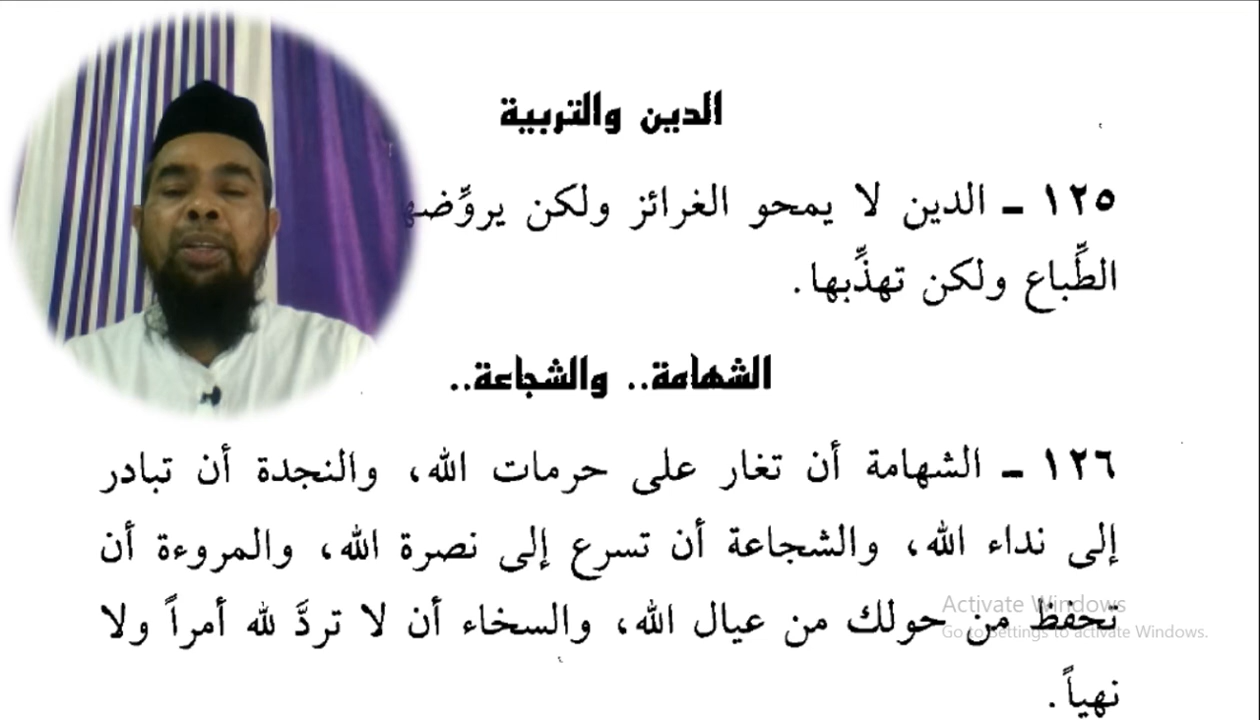 الدين والتربية
١٢٥ ــ الدين لا يمحو الغرائز ولكن يروِّضها
الطِّباع ولكن تهذِّبها.
الشهامة.. والشجاعة..
١٢٦ ــ الشهامة أن تغار على حرمات الله، والنجدة أن تبادر
إلى نداء الله، والشجاعة أن تسرع إلى نصرة الله، والمروءة أن
تحفظ من حولك من عيال الله، والسخاء أن لا تردَّ لله أمراً ولا
نهياً.
Activate Windows
Go to Settings to activate Windows.